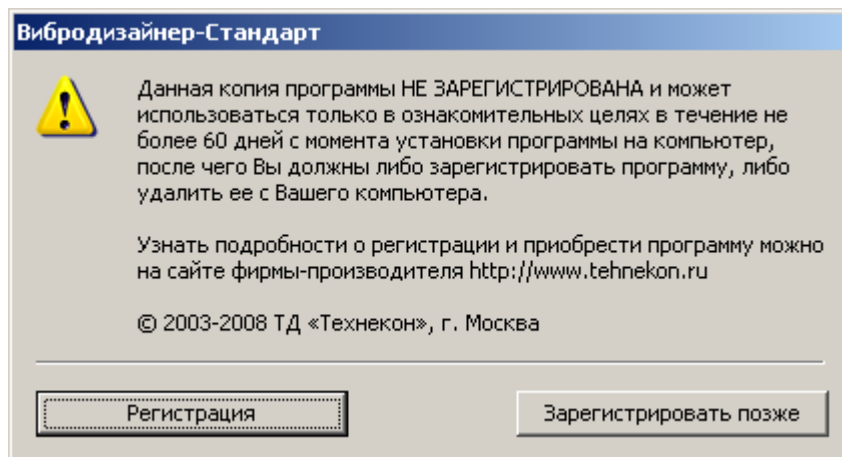 Вибродизайнер-Стандарт
Данная копия программы НЕ ЗАРЕГИСТРИРОВАНА и может
использоваться только в ознакомительных целях в течение не
более 60 дней с момента установки программы на компьютер,
после чего Вы должны либо зарегистрировать программу, либо
удалить ее с Вашего компьютера.
Узнать подробности о регистрации и приобрести программу можно
на сайте фирмы-производителя http://www.tehnekon.ru
© 2003-2008 ТД «Технекон», г. Москва
Регистрация
Зарегистрировать позже